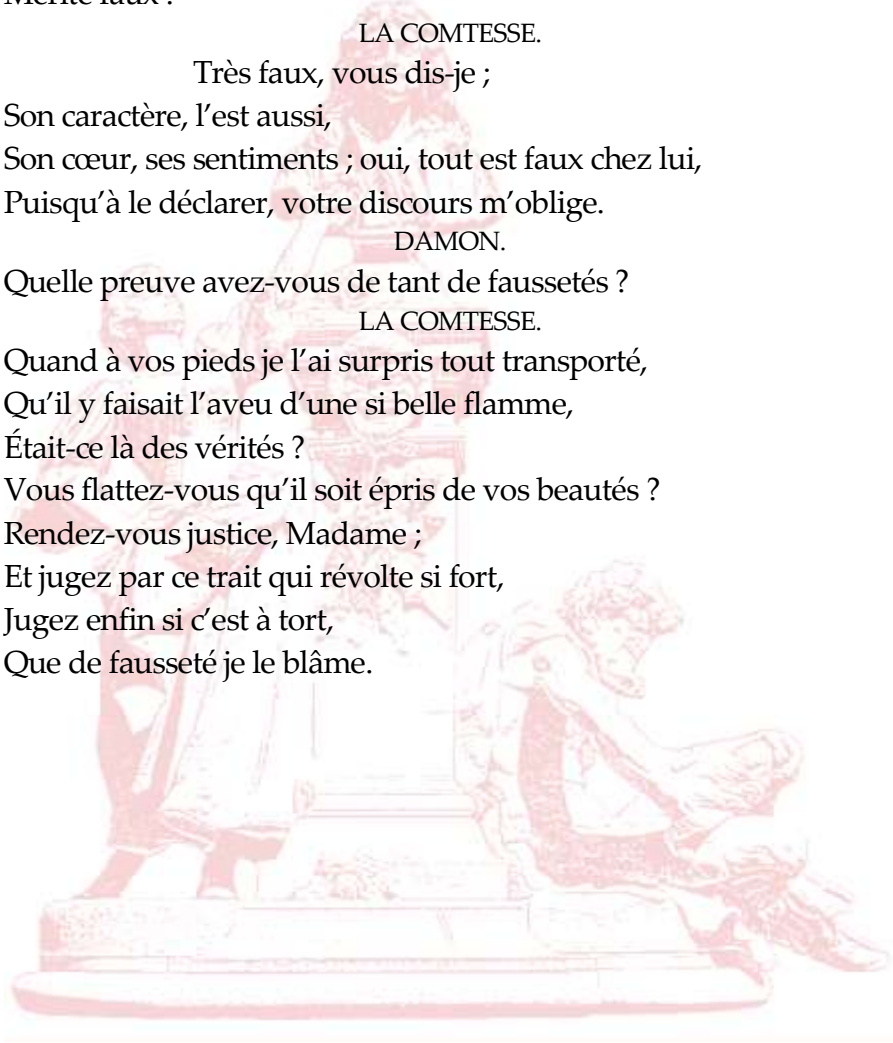 Mérite faux ?
LA COMTESSE.
Très faux, vous dis-je ;
Son caractère, l’est aussi,
Son cœur, ses sentiments ; oui, tout est faux chez lui,
Puisqu’à le déclarer, votre discours m’oblige.
DAMON.
Quelle preuve avez-vous de tant de faussetés ?
LA COMTESSE.
Quand à vos pieds je l’ai surpris tout transporté,
Qu’il y faisait l’aveu d’une si belle flamme,
Était-ce là des vérités ?
Vous flattez-vous qu’il soit épris de vos beautés ?
Rendez-vous justice, Madame ;
Et jugez par ce trait qui révolte si fort,
Jugez enfin si c’est à tort,
Que de fausseté je le blâme.